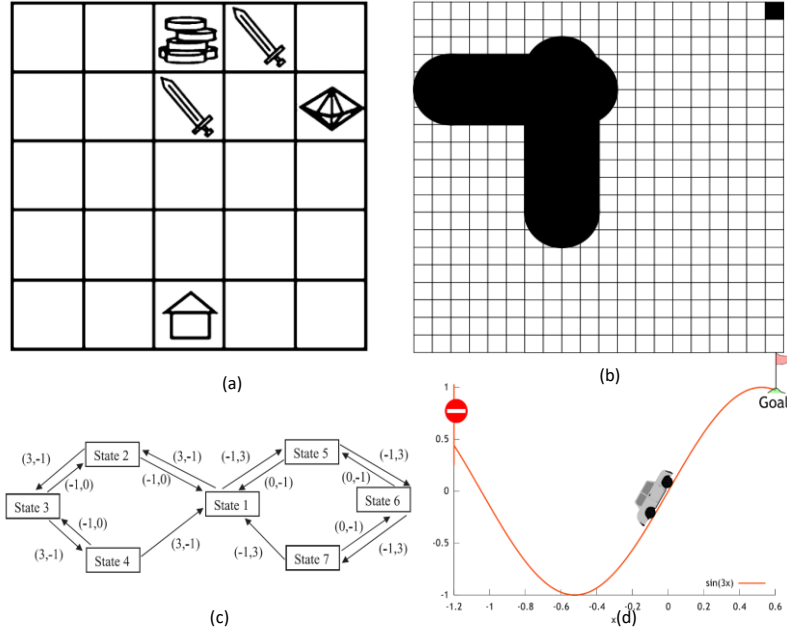 (a)
(b)
Goal
1
0.5
0
-0.5
-1
-1.2
-1
-0.8
-0.6
-0.4
-0.2
0
0.2
0.4
0.6
x
sin(3x)
(d)
State 1
State 2
State 3
State 4
State 5
State 6
State 7
(3,-1)
(-1,0)
(3,-1)
(-1,0)
(-1,0)
(3,-1)
(3,-1)
(-1,3)
(0,-1)
(-1,3)
(0,-1)
(0,-1)
(-1,3)
(-1,3)
(c)